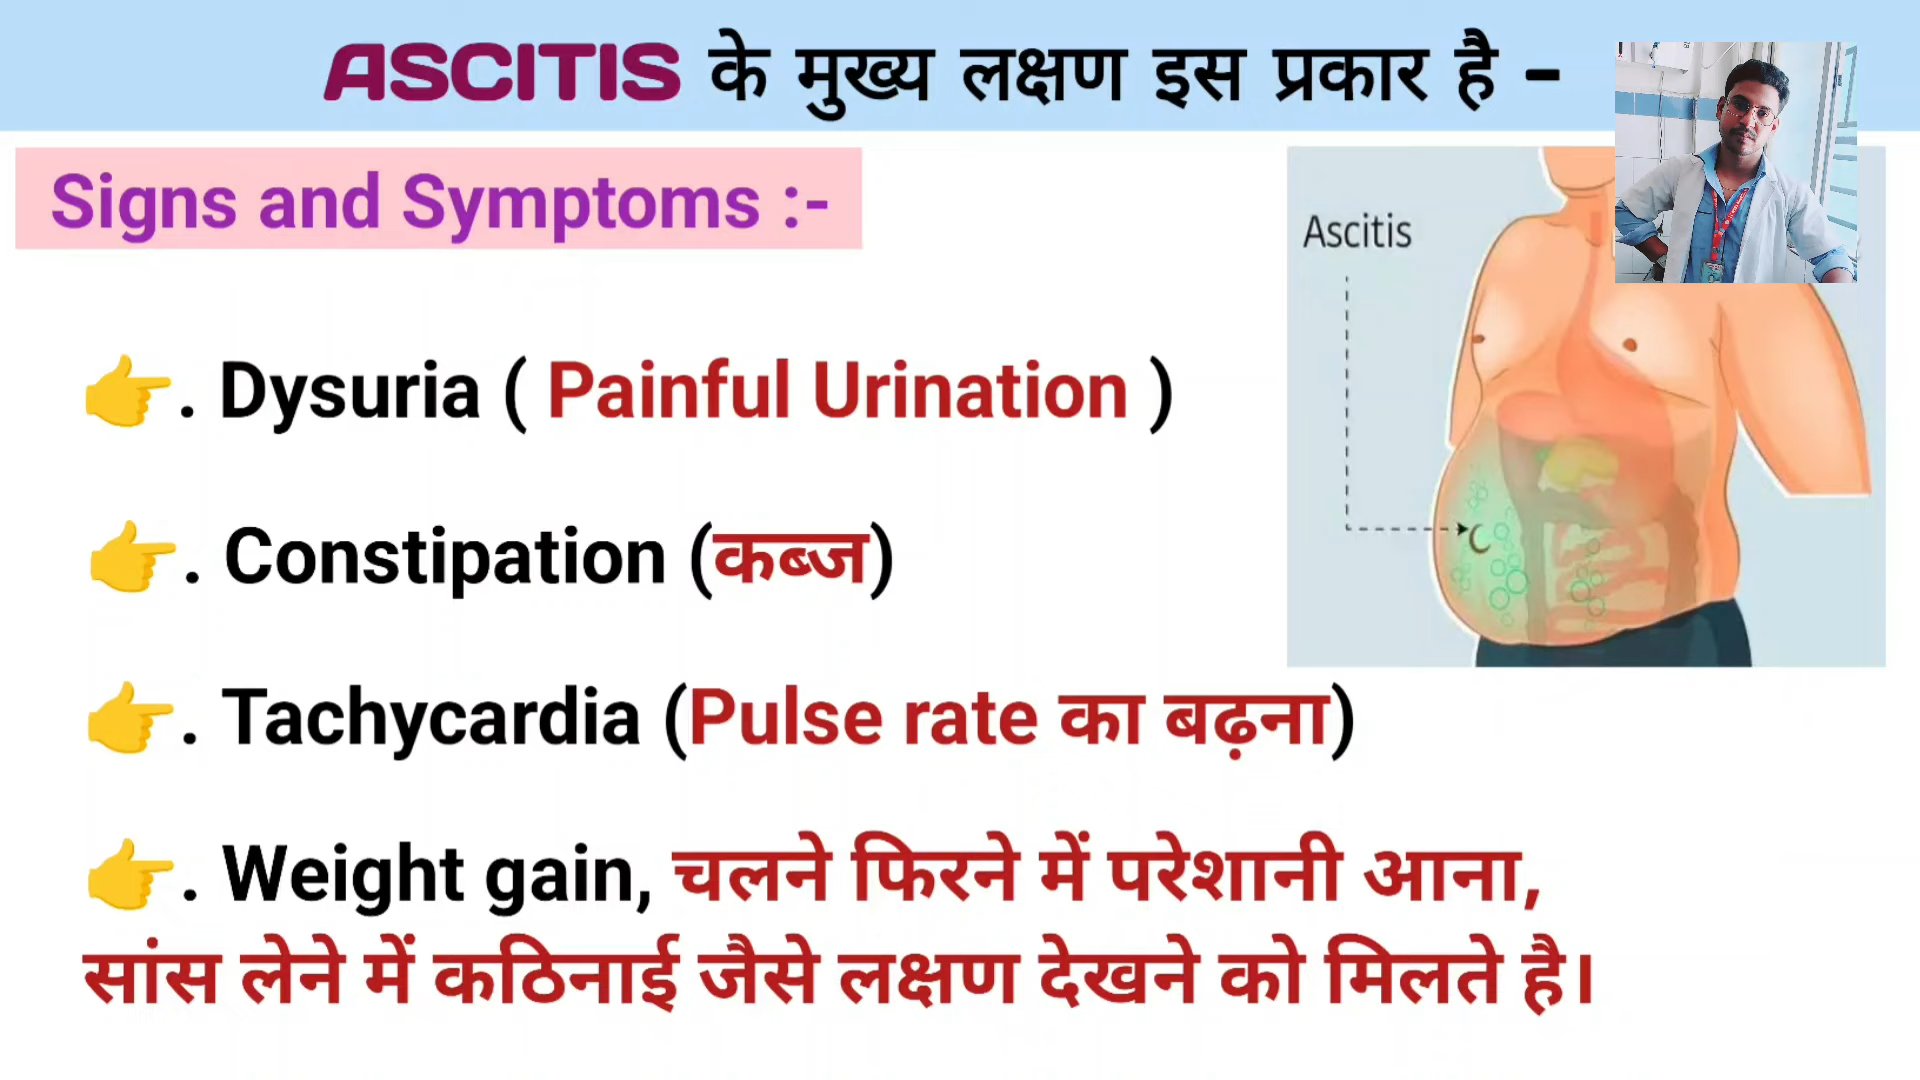 ASCITIS के मुख्य लक्षण इस प्रकार है -
Signs and Symptoms :-
Ascitis
👉. Dysuria ( Painful Urination )
👉. Constipation (कब्ज)
👉. Tachycardia (Pulse rate का बढ़ना)
👉. Weight gain, चलने फिरने में परेशानी आना,
सांस लेने में कठिनाई जैसे लक्षण देखने को मिलते है।